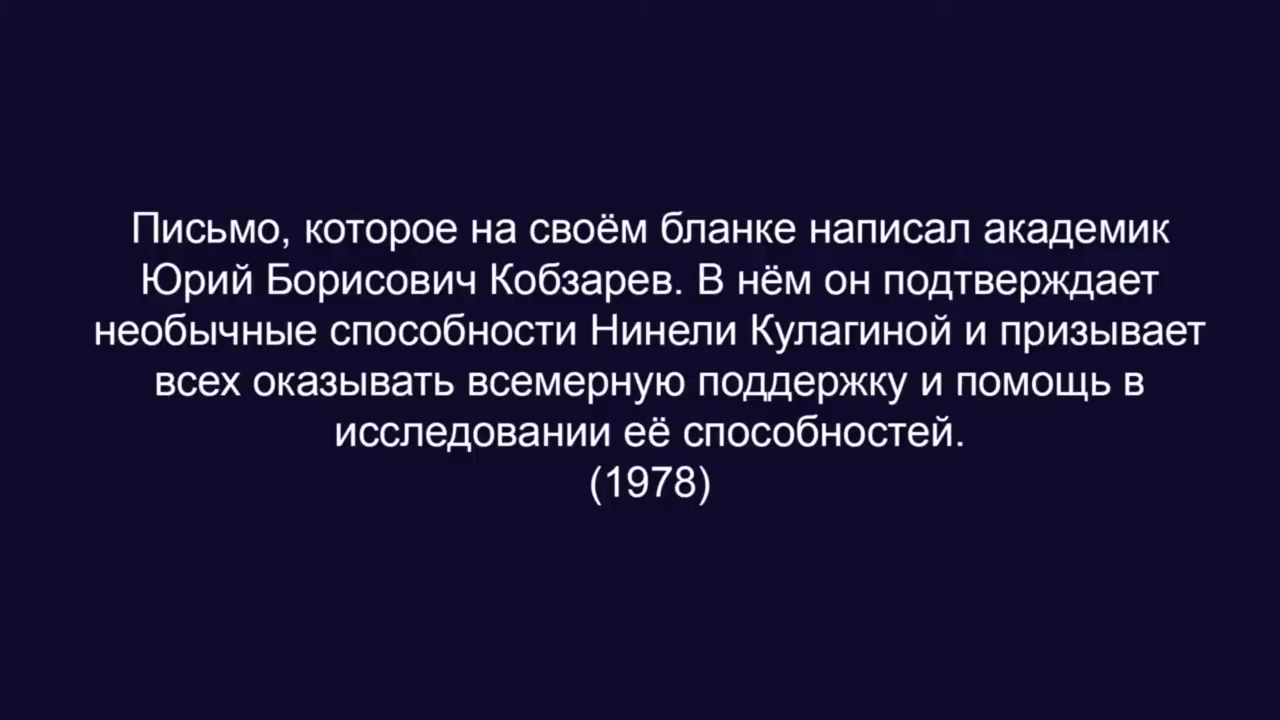 Письмо, которое на своём бланке написал академик
Юрий Борисович Кобзарев. В нём он подтверждает
необычные способности Нинели Кулагиной и призывает
всех оказывать всемерную поддержку и помощь в
исследовании её способностей.
(1978)